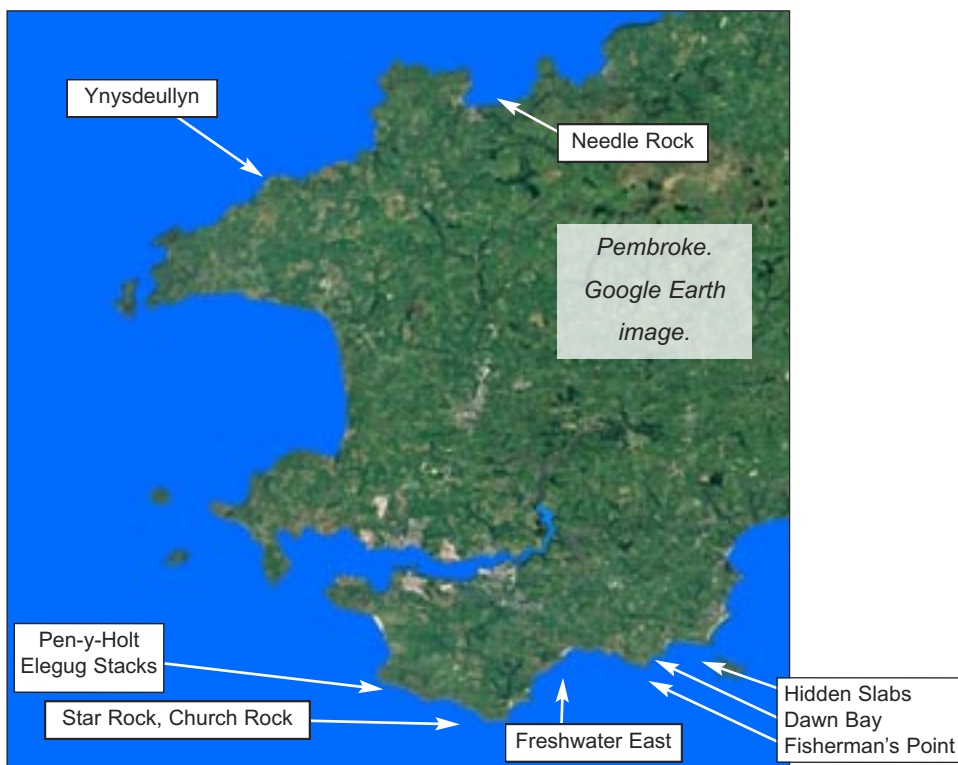 Ynysdeullyn
Needle Rock
Pembroke.
Google Earth
image.
Pen-y-Holt
Elegug Stacks
Star Rock, Church Rock
Freshwater East
Hidden Slabs
Dawn Bay
Fisherman's Point